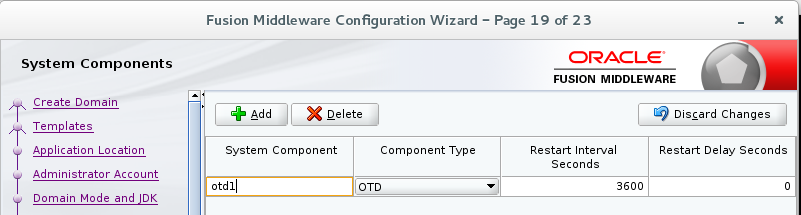 Fusion Middleware Configuration Wizard – Page 19 of 23
System Components
ORACLE
FUSION MIDDLEWARE
Create Domain
Templates
Application Location
Administrator Account
Domain Mode and JDK
Add
Delete
Discard Changes
System Component
Component Type
Restart Interval
Seconds
Restart Delay Seconds
otd1
OTD
3600
0